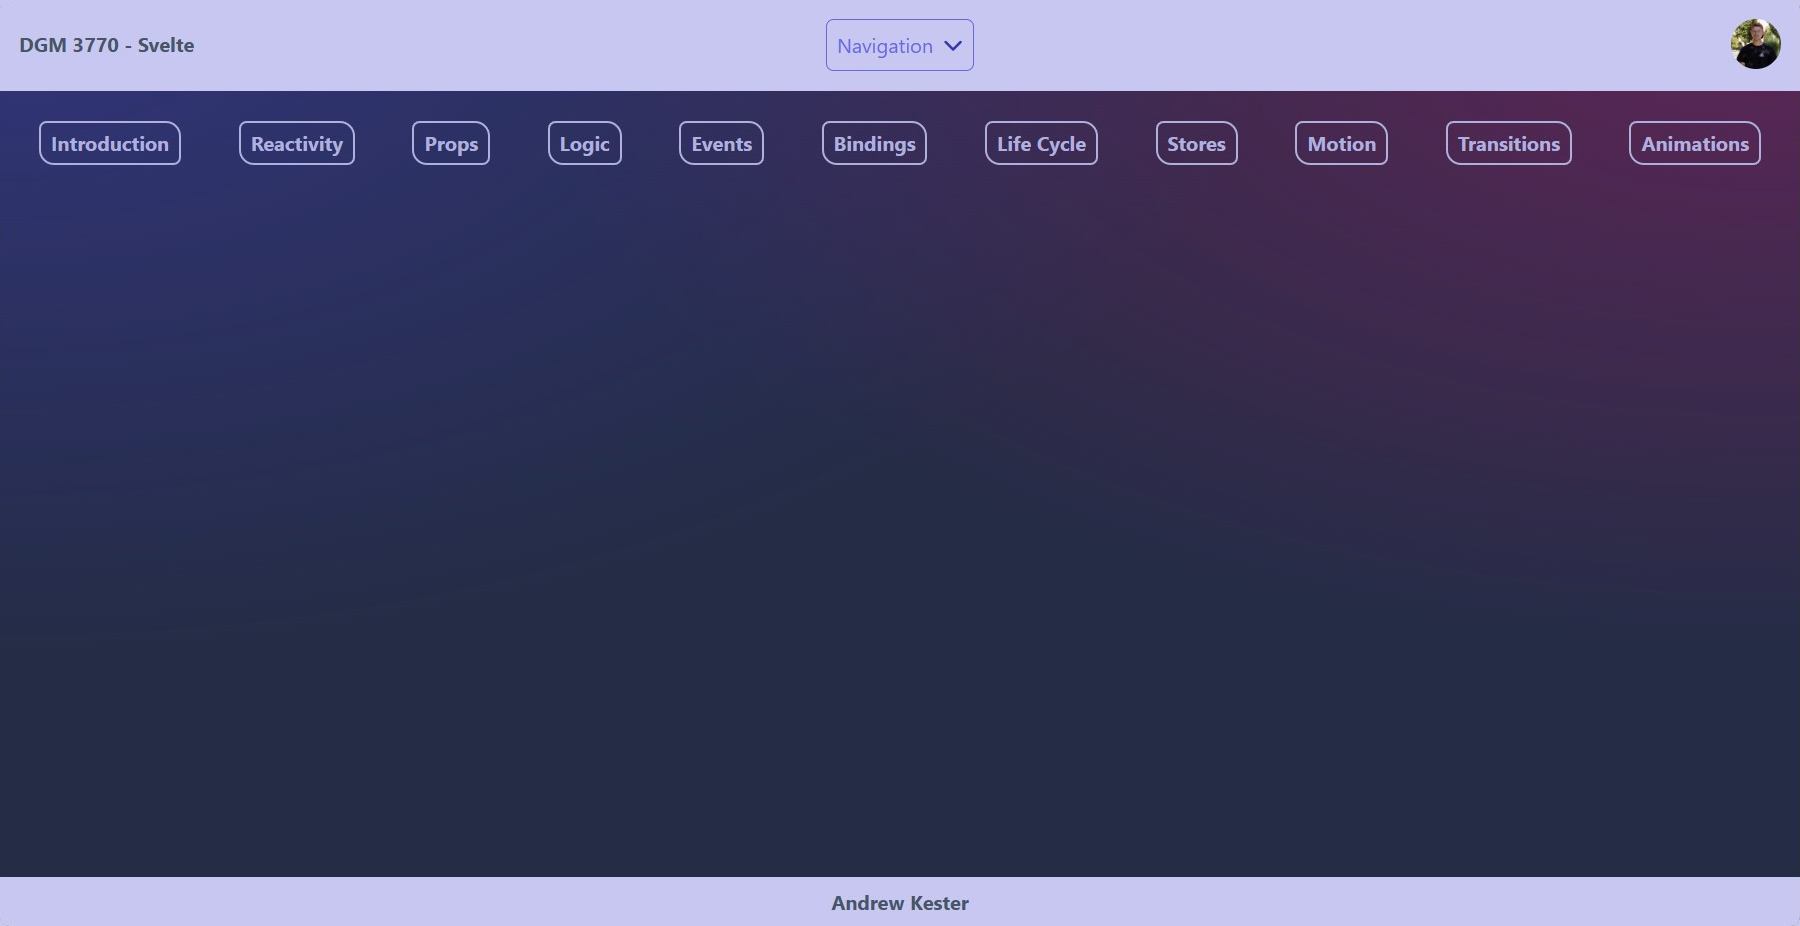 DGM 3770 - Svelte
Navigation
Introduction
Reactivity
Props
Logic
Events
Bindings
Life Cycle
Stores
Motion
Transitions
Animations
Andrew Kester